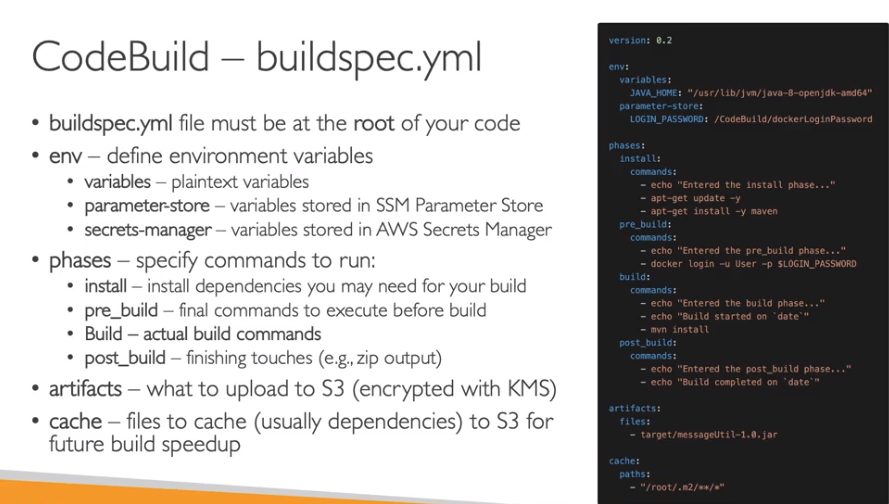 CodeBuild – buildspec.yml
• buildspec.yml file must be at the root of your code
• env – define environment variables
• variables – plaintext variables
• parameter-store – variables stored in SSM Parameter Store
• secrets-manager – variables stored in AWS Secrets Manager
• phases – specify commands to run:
• install – install dependencies you may need for your build
• pre_build – final commands to execute before build
• Build – actual build commands
• post_build – finishing touches (e.g., zip output)
• artifacts – what to upload to S3 (encrypted with KMS)
• cache – files to cache (usually dependencies) to S3 for
future build speedup
version: 0.2
env:
variables:
JAVA_HOME: "/usr/lib/jvm/java-8-openjdk-amd64"
parameter-store:
LOGIN_PASSWORD: /CodeBuild/dockerLoginPassword
phases:
install:
commands:
- echo "Entered the install phase..."
- apt-get update -y
- apt-get install -y maven
pre_build:
commands:
- echo "Entered the pre_build phase..."
- docker login -u User -p $LOGIN_PASSWORD
build:
commands:
- echo "Entered the build phase..."
- echo "Build started on `date`"
- mvn install
post_build:
commands:
- echo "Entered the post_build phase..."
- echo "Build completed on `date`"
artifacts:
files:
- target/messageUtil-1.0.jar
cache:
paths:
- "/root/.m2/**/*"